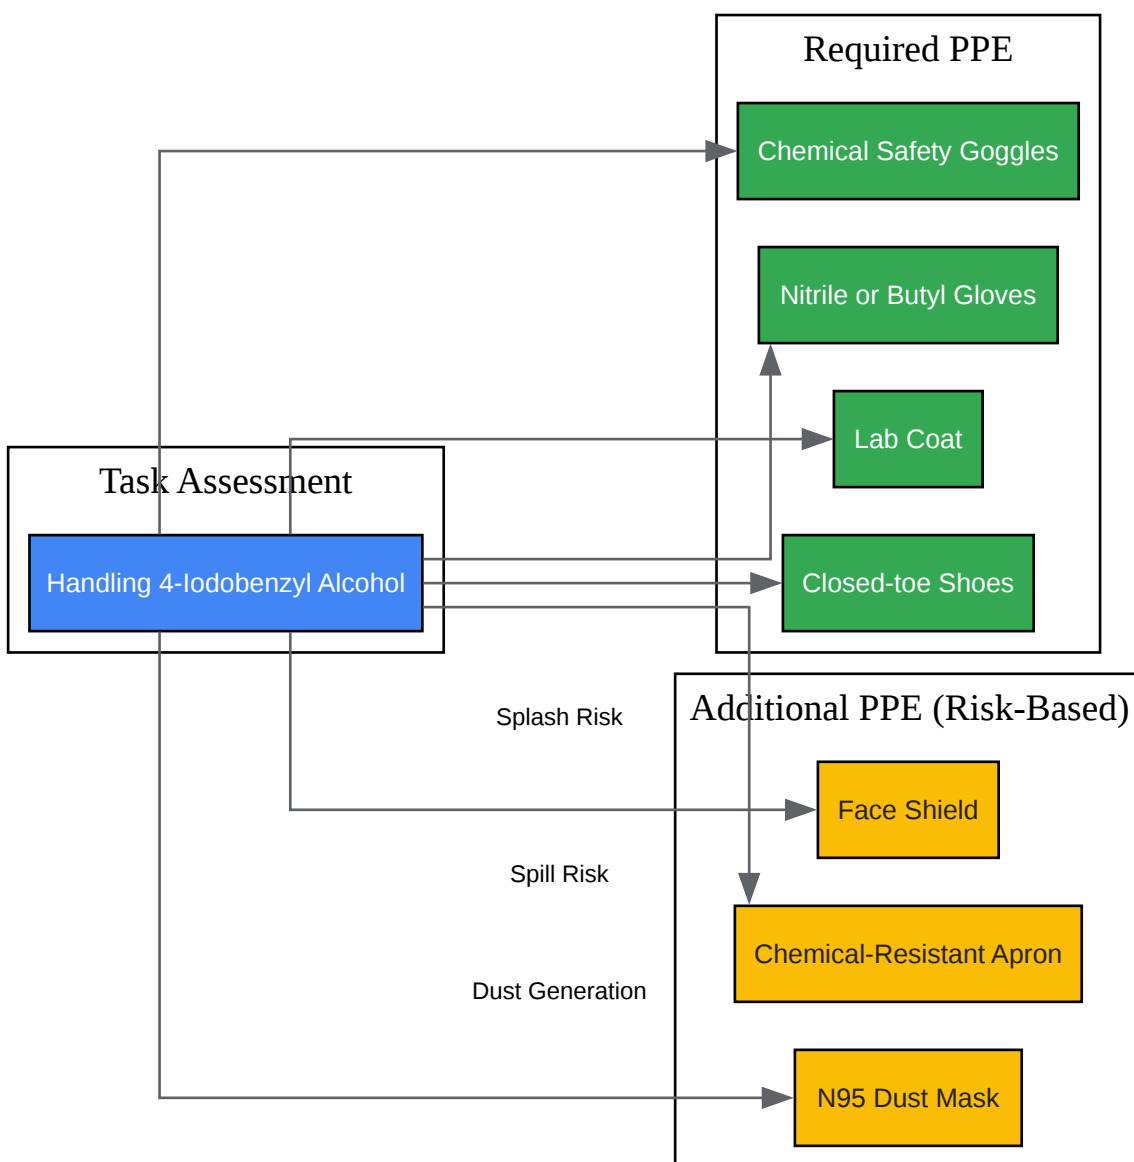 Required PPE
Chemical Safety Goggles
Nitrile or Butyl Gloves
Lab Coat
Task Assessment
Handling 4-Iodobenzyl Alcohol
Closed-toe Shoes
Additional PPE (Risk-Based)
Splash Risk
Face Shield
Spill Risk
Chemical-Resistant Apron
Dust Generation
N95 Dust Mask